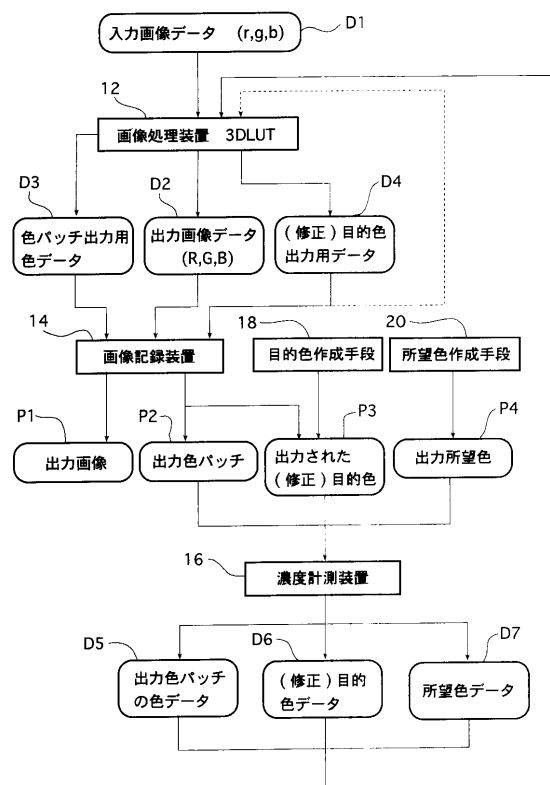 入力画像データ (r,g,b)
D1
12
画像処理装置 3DLUT
D3
D2
D4
色パッチ出力用
色データ
出力画像データ
(R,G,B)
(修正)目的色
出力用データ
14
画像記録装置
18
目的色作成手段
20
所望色作成手段
P1
P2
P3
P4
出力画像
出力色パッチ
出力された
(修正)目的色
出力所望色
16
濃度計測装置
D5
D6
D7
出力色パッチ
の色データ
(修正)目的
色データ
所望色データ